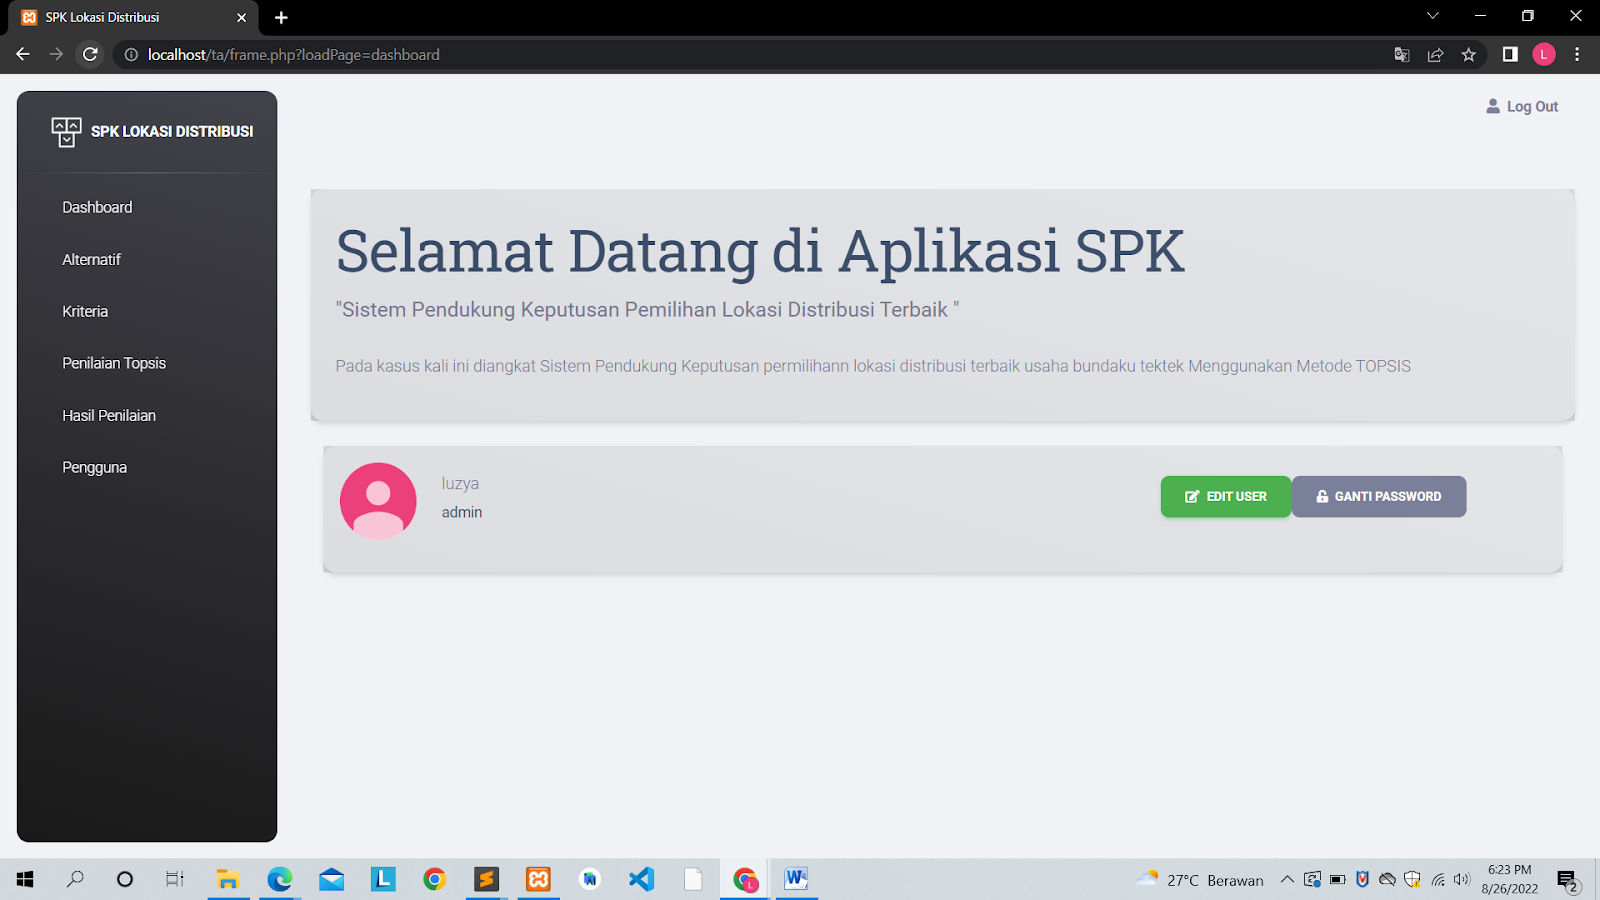 SPK Lokasi Distribusi
localhost/ta/frame.php?loadPage=dashboard
L
SPK LOKASI DISTRIBUSI
Log Out
Dashboard
Alternatif
Kriteria
Penilaian Topsis
Hasil Penilaian
Pengguna
Selamat Datang di Aplikasi SPK
"Sistem Pendukung Keputusan Pemilihan Lokasi Distribusi Terbaik "
Pada kasus kali ini diangkat Sistem Pendukung Keputusan permilihann lokasi distribusi terbaik usaha bundaku tektek Menggunakan Metode TOPSIS
luzya
admin
EDIT USER
GANTI PASSWORD
L
L
W
27°C Berawan
6:23 PM
8/26/2022
2